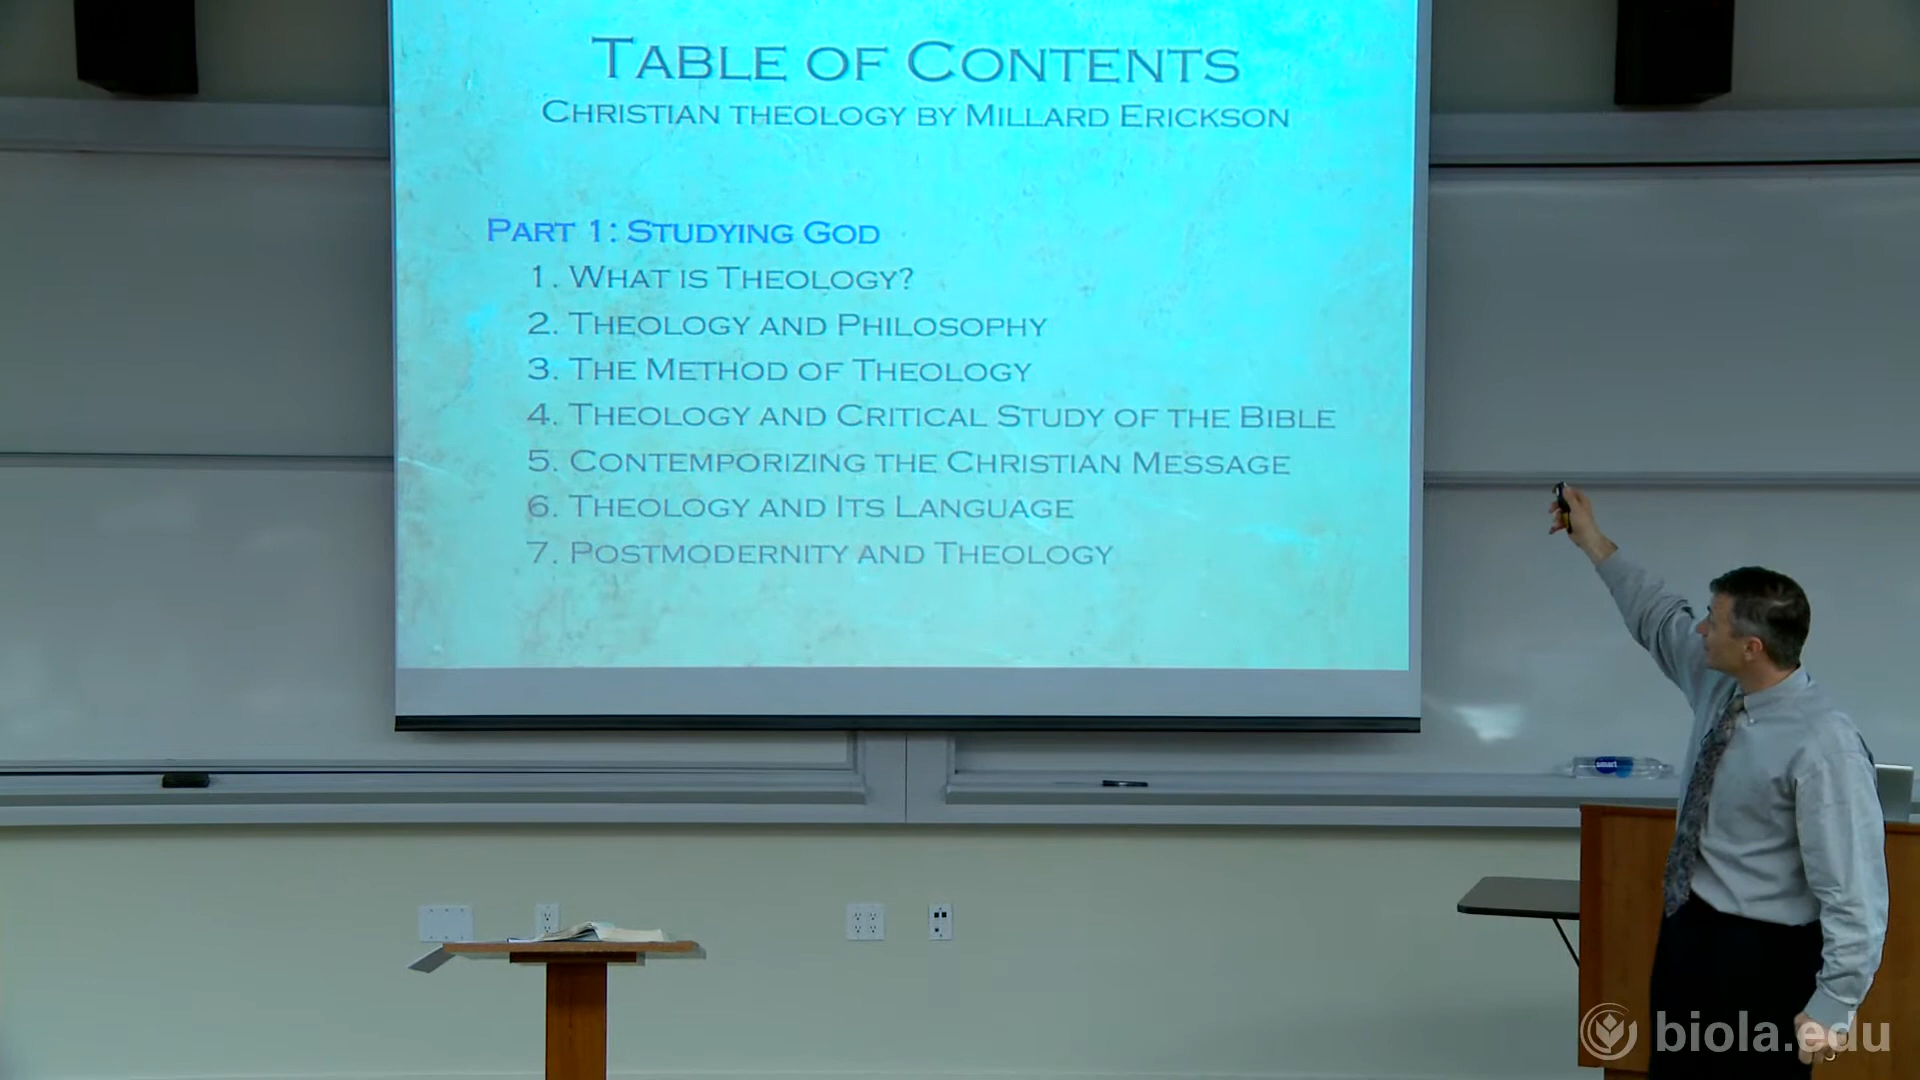 TABLE OF CONTENTS
CHRISTIAN THEOLOGY BY MILLARD ERICKSON
PART 1: STUDYING GOD
1. WHAT IS THEOLOGY?
2. THEOLOGY AND PHILOSOPHY
3. THE METHOD OF THEOLOGY
4. THEOLOGY AND CRITICAL STUDY OF THE BIBLE
5. CONTEMPORIZING THE CHRISTIAN MESSAGE
6. THEOLOGY AND ITS LANGUAGE
7. POSTMODERNITY AND THEOLOGY
smart
biola.edu